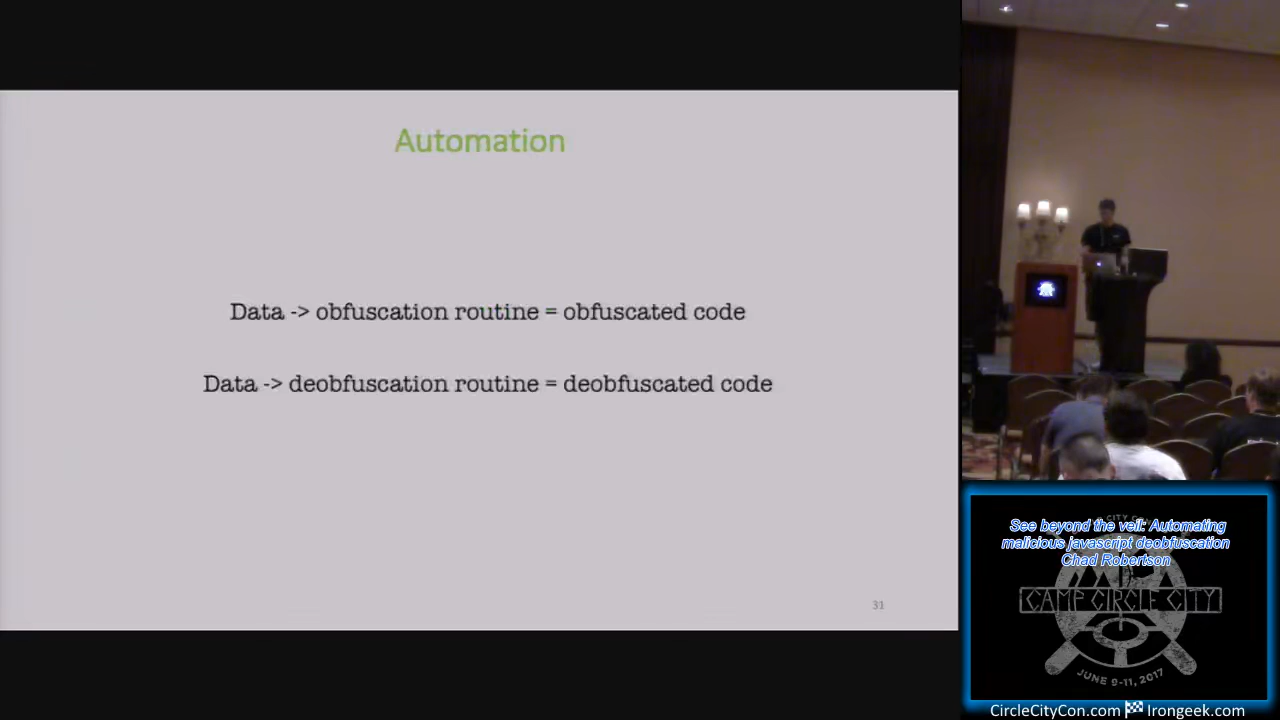 Automation
Data -> obfuscation routine = obfuscated code
Data -> deobfuscation routine = deobfuscated code
31
See beyond the veil: Automating
malicious javascript deobfuscation
Chad Robertson
CAMP CIRCLE CITY
JUNE 9-11, 2017
CircleCityCon.com Irongeek.com